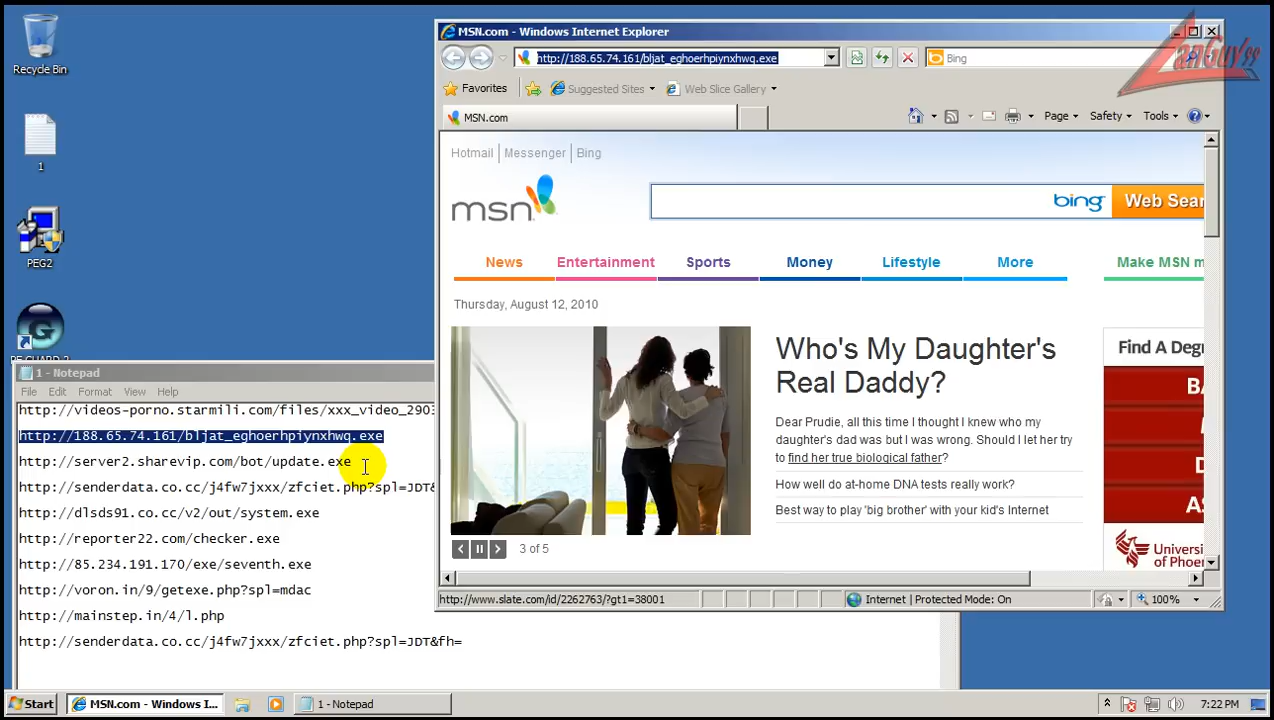 Recycle Bin
1
PEG2
MSN.com - Windows Internet Explorer
http://188.65.74.161/bljat_eghoerhpiynxhwq.exe
Bing
Favorites
Suggested Sites
Web Slice Gallery
MSN.com
Page
Safety
Tools
Hotmail
Messenger
Bing
msn
bing
Web Sear
News
Entertainment
Sports
Money
Lifestyle
More
Make MSN m
Thursday, August 12, 2010
Who's My Daughter's
Real Daddy?
Dear Prudie, all this time I thought I knew who my
daughter's dad was but I was wrong. Should I let her try
to find her true biological father?
How well do at-home DNA tests really work?
Best way to play 'big brother' with your kid's Internet
3 of 5
Find A Degr
BA
AS
Universi
of Phoen
http://www.slate.com/id/2262763/?gt1=38001
Internet | Protected Mode: On
100%
1 - Notepad
File Edit Format View Help
http://videos-porno.starmili.com/files/xxx_video_2903
http://188.65.74.161/bljat_eghoerhpiynxhwq.exe
http://server2.sharevip.com/bot/update.exe
http://senderdata.co.cc/j4fw7jxxx/zfciet.php?spl=JDT&
http://dlsds91.co.cc/v2/out/system.exe
http://reporter22.com/checker.exe
http://85.234.191.170/exe/seventh.exe
http://voron.in/9/getexe.php?spl=mdac
http://mainstep.in/4/l.php
http://senderdata.co.cc/j4fw7jxxx/zfciet.php?spl=JDT&fh=
Start
MSN.com - Windows I...
1 - Notepad
7:22 PM